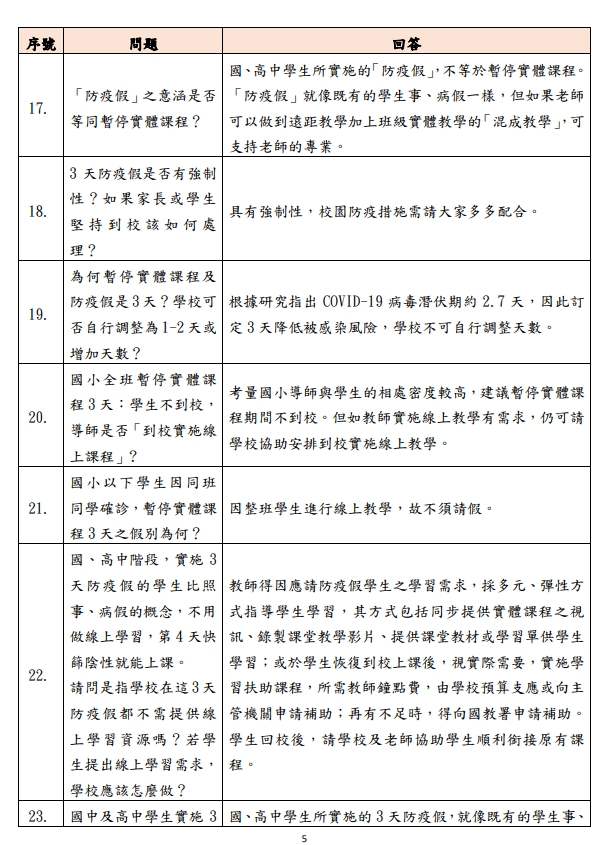 序號 問題 回答
17.
「防疫假」之意涵是否
等同暫停實體課程？
國、高中學生所實施的「防疫假」，不等於暫停實體課程。
「防疫假」就像既有的學生事、病假一樣，但如果老師
可以做到遠距教學加上班級實體教學的「混成教學」，可
支持老師的專業。
18.
3 天防疫假是否有強制
性？如果家長或學生
堅持到校該如何處
理？
具有強制性，校園防疫措施需請大家多多配合。
19.
為何暫停實體課程及
防疫假是 3 天？學校可
否自行調整為 1-2 天或
增加天數？
根據研究指出 COVID-19 病毒潛伏期約 2.7 天，因此訂
定 3 天降低被感染風險，學校不可自行調整天數。
20.
國小全班暫停實體課
程 3 天：學生不到校，
導師是否「到校實施線
上課程」？
考量國小導師與學生的相處密度較高，建議暫停實體課
程期間不到校。但如教師實施線上教學有需求，仍可請
學校協助安排到校實施線上教學。
21.
國小以下學生因同班
同學確診，暫停實體課
程 3 天之假別為何？
因整班學生進行線上教學，故不須請假。
22.
國、高中階段，實施 3
天防疫假的學生比照
事、病假的概念，不用
做線上學習，第 4 天快
篩陰性就能上課。
請問是指學校在這 3 天
防疫假都不需提供線
上學習資源嗎？若學
生提出線上學習需求，
學校應該怎麼做？
教師得因應請防疫假學生之學習需求，採多元、彈性方
式指導學生學習，其方式包括同步提供實體課程之視
訊、錄製課堂教學影片、提供課堂教材或學習單供學生
學習；或於學生恢復到校上課後，視實際需要，實施學
習扶助課程，所需教師鐘點費，由學校預算支應或向主
管機關申請補助；再有不足時，得向國教署申請補助。
學生回校後，請學校及老師協助學生順利銜接原有課
程。
23.
國中及高中學生實施 3
國、高中學生所實施的 3 天防疫假，就像既有的學生事、
5